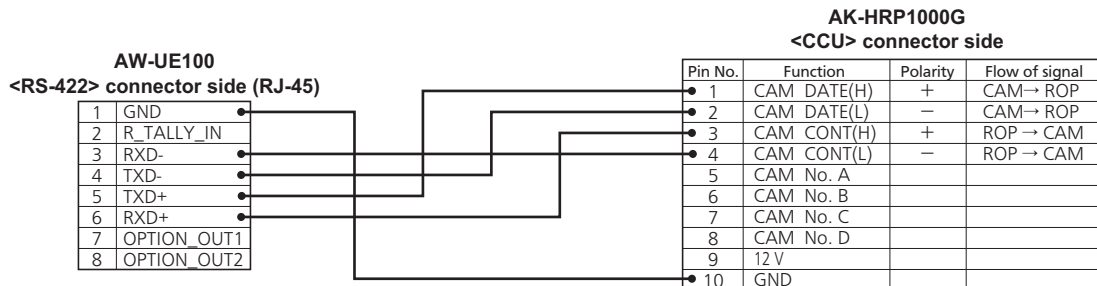 AW-UE100
<RS-422> connector side (RJ-45)
1 GND
2 R_TALLY_IN
3 RXD-
4 TXD-
5 TXD+
6 RXD+
7 OPTION_OUT1
8 OPTION_OUT2
AK-HRP1000G
<CCU> connector side
Pin No. Function Polarity Flow of signal
1 CAM DATE(H) + CAM→ ROP
2 CAM DATE(L) − CAM→ ROP
3 CAM CONT(H) + ROP → CAM
4 CAM CONT(L) − ROP → CAM
5 CAM No. A
6 CAM No. B
7 CAM No. C
8 CAM No. D
9 12 V
10 GND